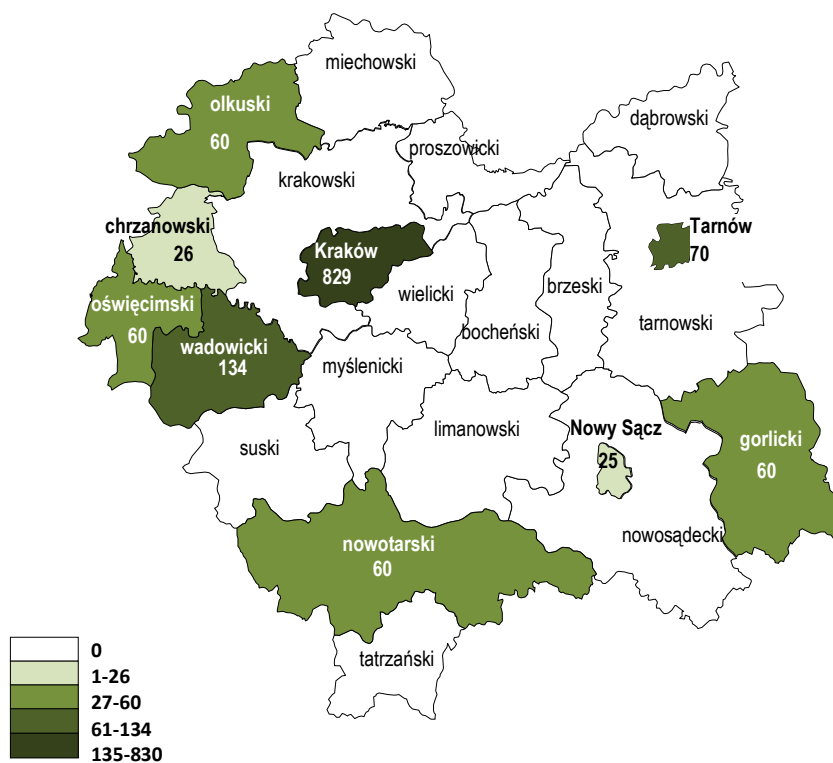 miechowski
olkuski
60
dąbrowski
proszowicki
krakowski
chrzanowski
26
Tarnów
70
Kraków
829
oświęcimski
60
wielicki
brzeski
bocheński
tarnowski
wadowicki
134
myślenicki
limanowski
Nowy Sącz
25
gorlicki
60
suski
nowosądecki
nowotarski
60
tatrzański
0
1-26
27-60
61-134
135-830